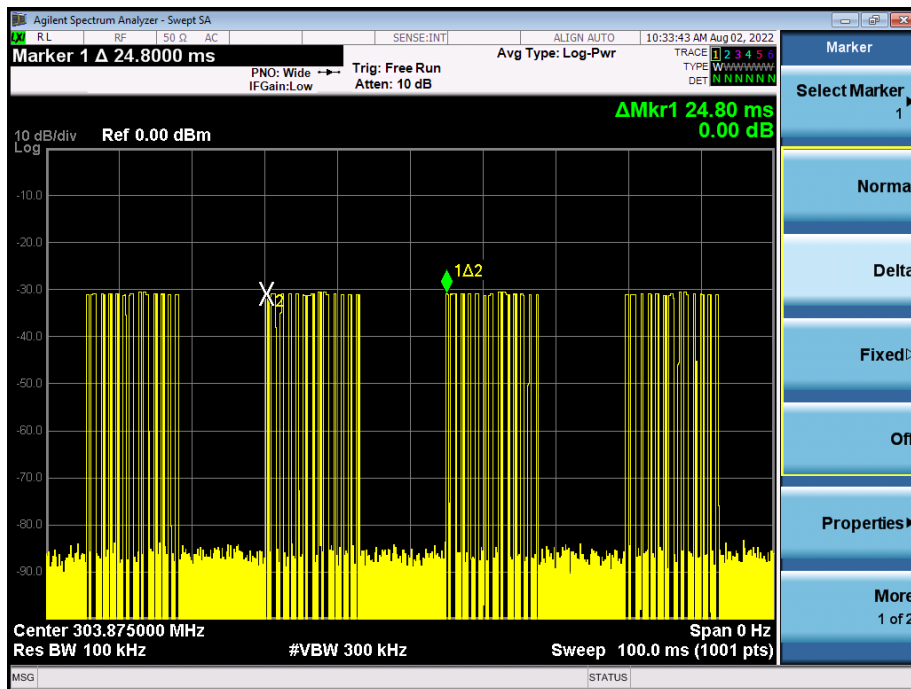 Agilent Spectrum Analyzer - Swept SA
LXI RL RF 50 Ω AC SENSE:INT ALIGN AUTO 10:33:43 AM Aug 02, 2022
Marker 1 Δ 24.8000 ms
PNO: Wide
IFGain:Low
Trig: Free Run
Atten: 10 dB
Avg Type: Log-Pwr
TRACE 1 2 3 4 5 6
TYPE WWWWWW
DET N N N N N N
ΔMkr1 24.80 ms
0.00 dB
10 dB/div Ref 0.00 dBm
Log
-10.0
-20.0
-30.0
-40.0
-50.0
-60.0
-70.0
-80.0
-90.0
1Δ2
X2
Center 303.875000 MHz Span 0 Hz
Res BW 100 kHz #VBW 300 kHz Sweep 100.0 ms (1001 pts)
MSG STATUS
Marker
Select Marker
1
Norma
Delta
Fixed
Off
Properties
More
1 of 2